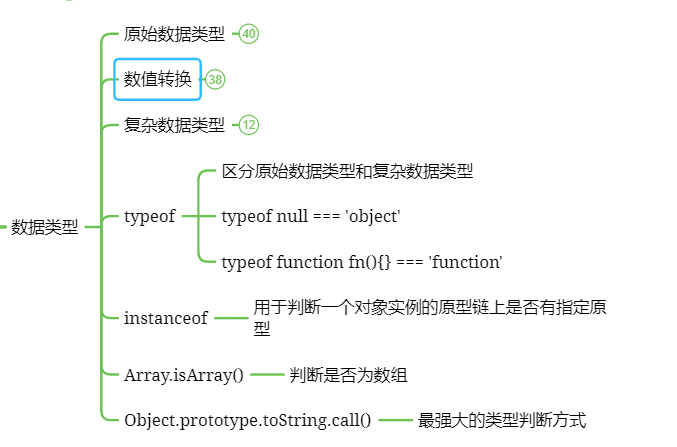 原始数据类型 40
数值转换 38
复杂数据类型 12
数据类型
typeof
区分原始数据类型和复杂数据类型
typeof null === 'object'
typeof function fn(){} === 'function'
instanceof
用于判断一个对象实例的原型链上是否有指定原
型
Array.isArray() 判断是否为数组
Object.prototype.toString.call() 最强大的类型判断方式